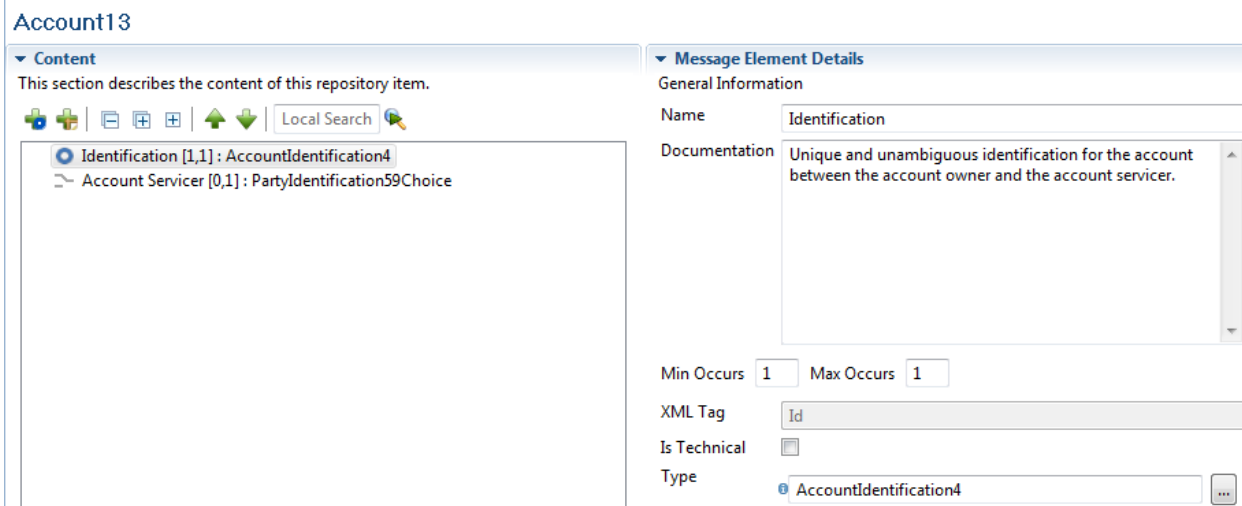 Account13
Content
This section describes the content of this repository item.
Local Search
Identification [1,1] : AccountIdentification4
Account Servicer [0,1] : PartyIdentification59Choice
Message Element Details
General Information
Name Identification
Documentation Unique and unambiguous identification for the account
between the account owner and the account servicer.
Min Occurs 1 Max Occurs 1
XML Tag Id
Is Technical
Type AccountIdentification4 ...